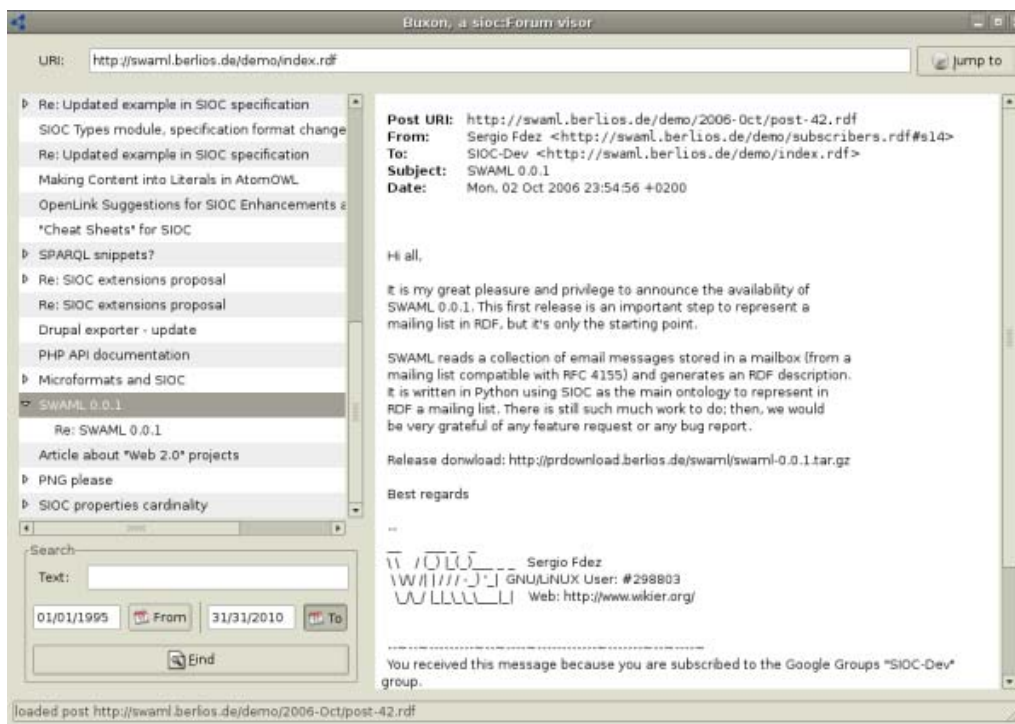 Buxon, a sioc:Forum visor
URI: http://swaml.berlios.de/demo/index.rdf Jump to
Re: Updated example in SIOC specification
SIOC Types module, specification format change
Re: Updated example in SIOC specification
Making Content into Literals in AtomOWL
OpenLink Suggestions for SIOC Enhancements a
"Cheat Sheets" for SIOC
SPARQL snippets?
Re: SIOC extensions proposal
Re: SIOC extensions proposal
Drupal exporter - update
PHP API documentation
Microformats and SIOC
SWAML 0.0.1
Re: SWAML 0.0.1
Article about "Web 2.0" projects
PNG please
SIOC properties cardinality
Search
Text:
01/01/1995 From 31/31/2010 To
Find
Post URI: http://swaml.berlios.de/demo/2006-Oct/post-42.rdf
From: Sergio Fdez <http://swaml.berlios.de/demo/subscribers.rdf#s14>
To: SIOC-Dev <http://swaml.berlios.de/demo/index.rdf>
Subject: SWAML 0.0.1
Date: Mon, 02 Oct 2006 23:54:56 +0200
Hi all,
It is my great pleasure and privilege to announce the availability of
SWAML 0.0.1. This first release is an important step to represent a
mailing list in RDF, but it's only the starting point.
SWAML reads a collection of email messages stored in a mailbox (from a
mailing list compatible with RFC 4155) and generates an RDF description.
It is written in Python using SIOC as the main ontology to represent in
RDF a mailing list. There is still such much work to do; then, we would
be very grateful of any feature request or any bug report.
Release donwload: http://prdownload.berlios.de/swaml/swaml-0.0.1.tar.gz
Best regards
--
Sergio Fdez
GNU/LiNUX User: #298803
Web: http://www.wikier.org/
You received this message because you are subscribed to the Google Groups "SIOC-Dev"
group.
loaded post http://swaml.berlios.de/demo/2006-Oct/post-42.rdf